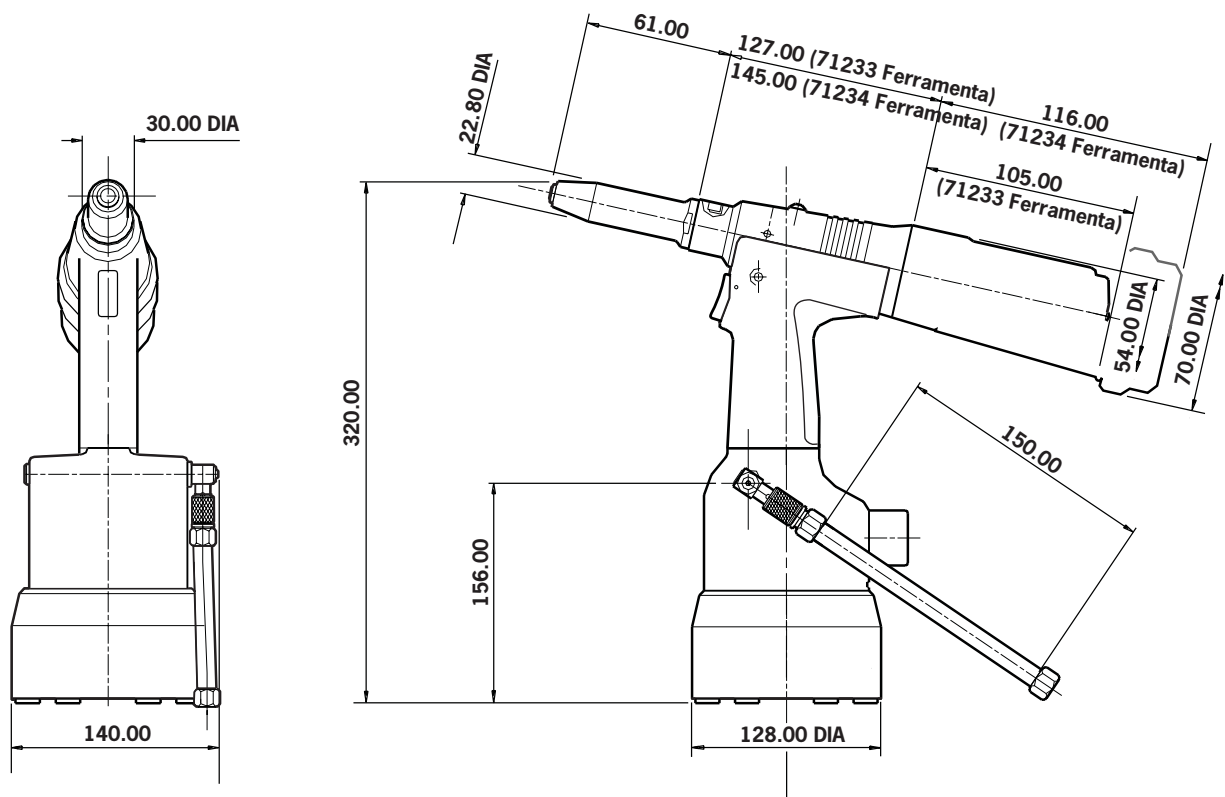 61.00
127.00 (71233 Ferramenta)
145.00 (71234 Ferramenta)
116.00
(71234 Ferramenta)
22.80 DIA
30.00 DIA
105.00
(71233 Ferramenta)
54.00 DIA
70.00 DIA
320.00
150.00
156.00
140.00
128.00 DIA